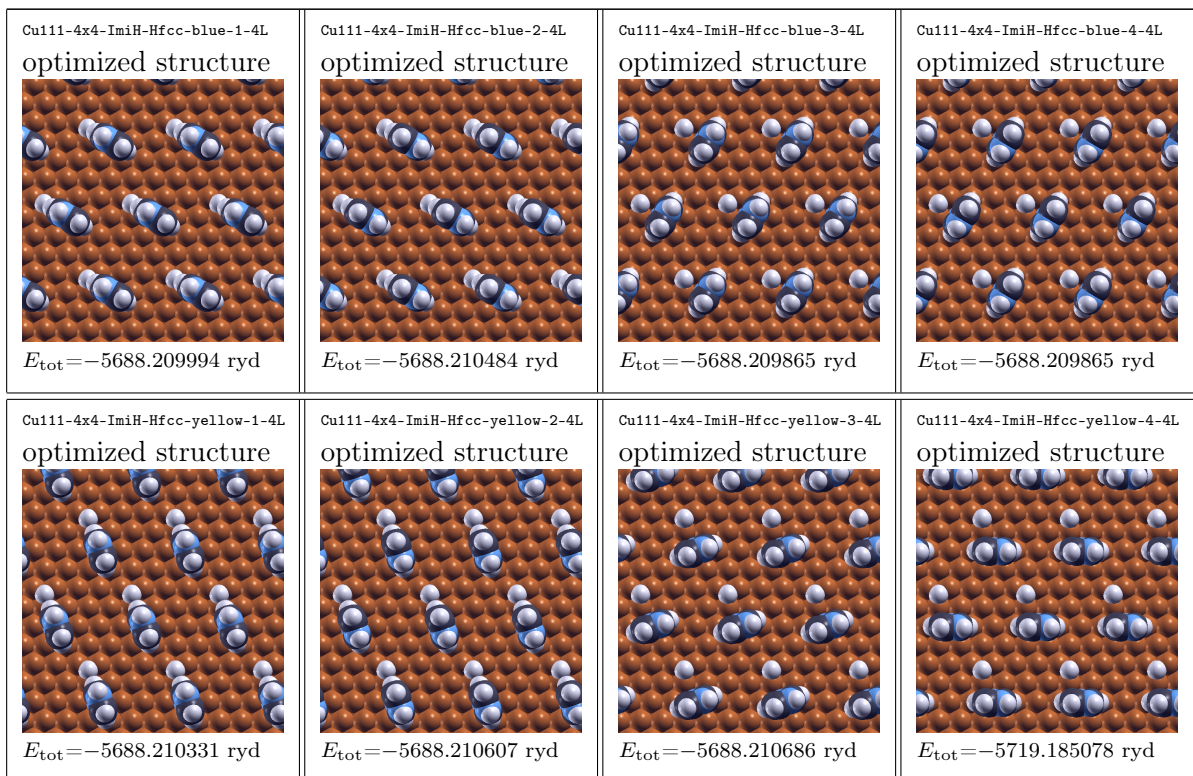 Cu111-4x4-ImiH-Hfcc-blue-1-4L
optimized structure
E_tot=−5688.209994 ryd
Cu111-4x4-ImiH-Hfcc-blue-2-4L
optimized structure
E_tot=−5688.210484 ryd
Cu111-4x4-ImiH-Hfcc-blue-3-4L
optimized structure
E_tot=−5688.209865 ryd
Cu111-4x4-ImiH-Hfcc-blue-4-4L
optimized structure
E_tot=−5688.209865 ryd
Cu111-4x4-ImiH-Hfcc-yellow-1-4L
optimized structure
E_tot=−5688.210331 ryd
Cu111-4x4-ImiH-Hfcc-yellow-2-4L
optimized structure
E_tot=−5688.210607 ryd
Cu111-4x4-ImiH-Hfcc-yellow-3-4L
optimized structure
E_tot=−5688.210686 ryd
Cu111-4x4-ImiH-Hfcc-yellow-4-4L
optimized structure
E_tot=−5719.185078 ryd